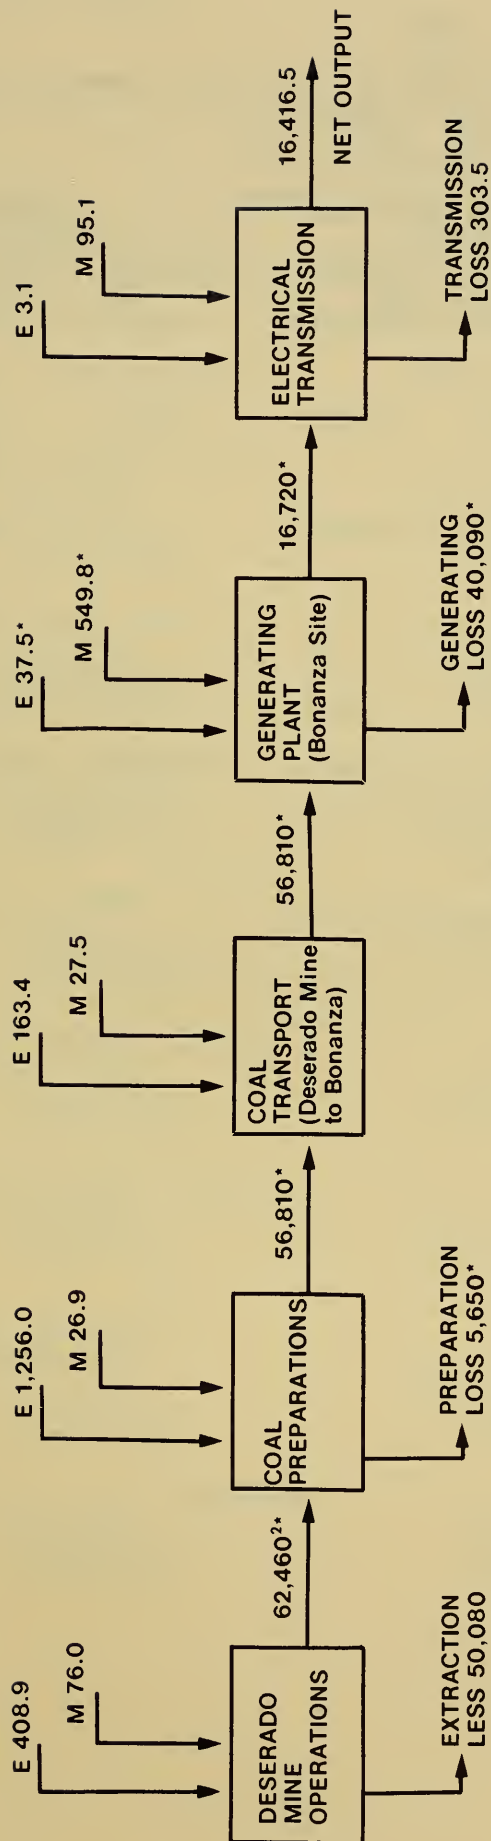 E 408.9
M 76.0
DESERADO
MINE
OPERATIONS
EXTRACTION
LESS 50,080
62,460²*
E 1,256.0
M 26.9
COAL
PREPARATIONS
PREPARATION
LOSS 5,650*
56,810*
E 163.4
M 27.5
COAL
TRANSPORT
(Deserado Mine
to Bonanza)
56,810*
E 37.5*
M 549.8*
GENERATING
PLANT
(Bonanza Site)
GENERATING
LOSS 40,090*
16,720*
E 3.1
M 95.1
ELECTRICAL
TRANSMISSION
TRANSMISSION
LOSS 303.5
16,416.5
NET OUTPUT